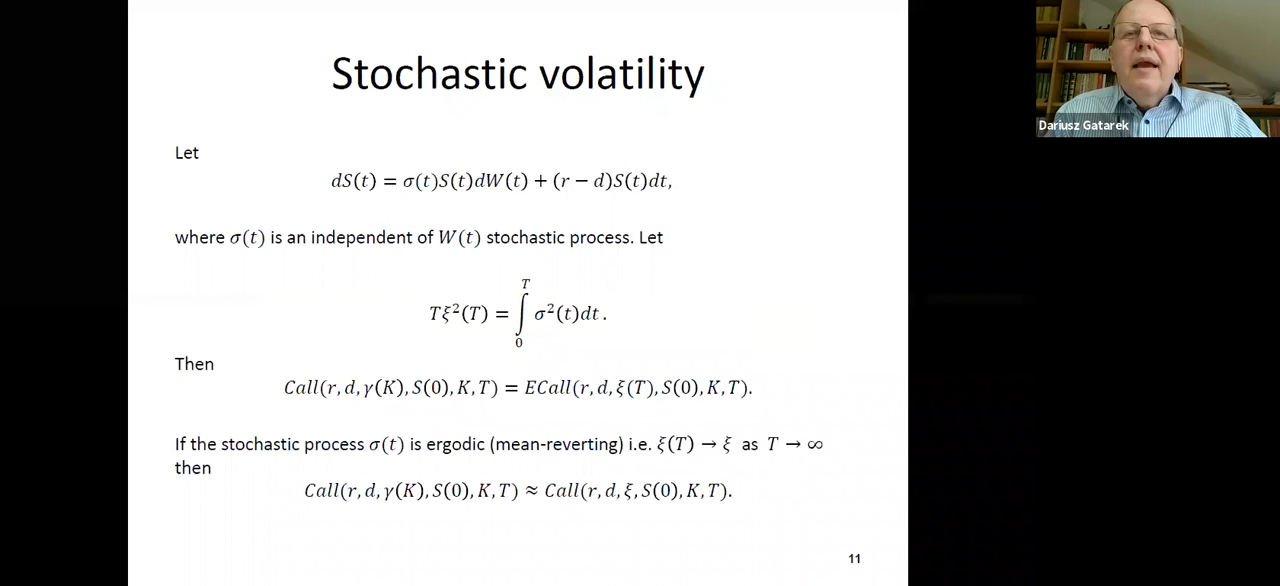 Stochastic volatility
Let
dS(t) = σ(t)S(t)dW(t) + (r − d)S(t)dt,
where σ(t) is an independent of W(t) stochastic process. Let
Tξ²(T) = ∫₀ᵀ σ²(t)dt.
Then
Call(r, d, γ(K), S(0), K, T) = ECall(r, d, ξ(T), S(0), K, T).
If the stochastic process σ(t) is ergodic (mean-reverting) i.e. ξ(T) → ξ as T → ∞
then
Call(r, d, γ(K), S(0), K, T) ≈ Call(r, d, ξ, S(0), K, T).
11
Dariusz Gatarek